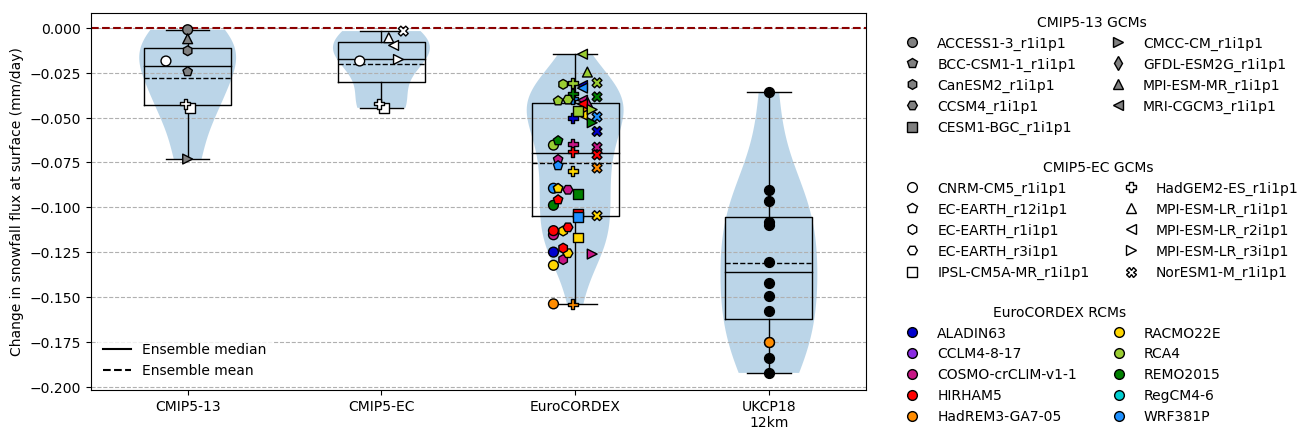 Change in snowfall flux at surface (mm/day)
0.000
−0.025
−0.050
−0.075
−0.100
−0.125
−0.150
−0.175
−0.200
Ensemble median
Ensemble mean
CMIP5-13
CMIP5-EC
EuroCORDEX
UKCP18
12km
CMIP5-13 GCMs
ACCESS1-3_r1i1p1
BCC-CSM1-1_r1i1p1
CanESM2_r1i1p1
CCSM4_r1i1p1
CESM1-BGC_r1i1p1
CMCC-CM_r1i1p1
GFDL-ESM2G_r1i1p1
MPI-ESM-MR_r1i1p1
MRI-CGCM3_r1i1p1
CMIP5-EC GCMs
CNRM-CM5_r1i1p1
EC-EARTH_r12i1p1
EC-EARTH_r1i1p1
EC-EARTH_r3i1p1
IPSL-CM5A-MR_r1i1p1
HadGEM2-ES_r1i1p1
MPI-ESM-LR_r1i1p1
MPI-ESM-LR_r2i1p1
MPI-ESM-LR_r3i1p1
NorESM1-M_r1i1p1
EuroCORDEX RCMs
ALADIN63
CCLM4-8-17
COSMO-crCLIM-v1-1
HIRHAM5
HadREM3-GA7-05
RACMO22E
RCA4
REMO2015
RegCM4-6
WRF381P